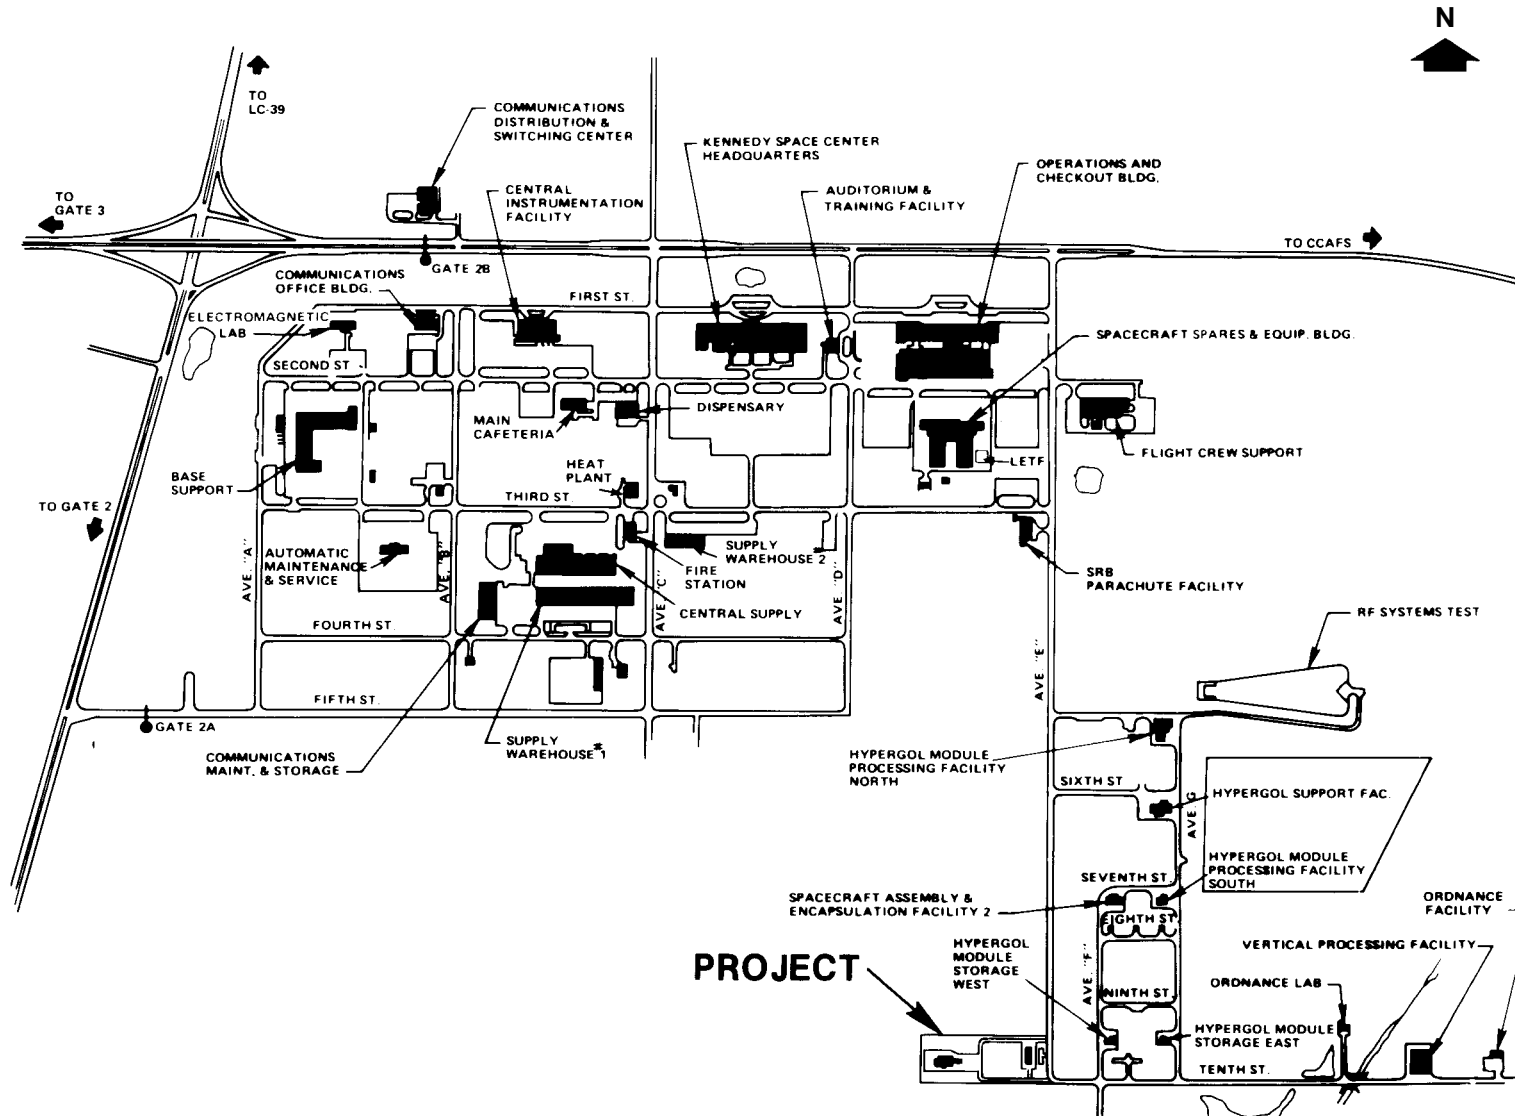 N
TO
LC-39
COMMUNICATIONS
DISTRIBUTION &
SWITCHING CENTER
KENNEDY SPACE CENTER
HEADQUARTERS
OPERATIONS AND
CHECKOUT BLDG.
TO
GATE 3
CENTRAL
INSTRUMENTATION
FACILITY
AUDITORIUM &
TRAINING FACILITY
TO CCAFS
GATE 2B
COMMUNICATIONS
OFFICE BLDG.
FIRST ST.
ELECTROMAGNETIC
LAB
SPACECRAFT SPARES & EQUIP. BLDG.
SECOND ST
MAIN
CAFETERIA
DISPENSARY
FLIGHT CREW SUPPORT
LETF
BASE
SUPPORT
HEAT
PLANT
THIRD ST.
TO GATE 2
AUTOMATIC
MAINTENANCE
& SERVICE
AVE. "A"
AVE. "B"
AVE. "C"
AVE. "D"
SUPPLY
WAREHOUSE #2
FIRE
STATION
CENTRAL SUPPLY
SRB
PARACHUTE FACILITY
FOURTH ST.
RF SYSTEMS TEST
AVE. "E"
FIFTH ST.
GATE 2A
COMMUNICATIONS
MAINT. & STORAGE
SUPPLY
WAREHOUSE #1
HYPERGOL MODULE
PROCESSING FACILITY
NORTH
SIXTH ST
HYPERGOL SUPPORT FAC.
AVE. G
HYPERGOL MODULE
PROCESSING FACILITY
SOUTH
SEVENTH ST.
SPACECRAFT ASSEMBLY &
ENCAPSULATION FACILITY 2
EIGHTH ST.
ORDNANCE
FACILITY
HYPERGOL
MODULE
STORAGE
WEST
VERTICAL PROCESSING FACILITY
PROJECT
AVE. "F"
NINTH ST.
ORDNANCE LAB
HYPERGOL MODULE
STORAGE EAST
TENTH ST.